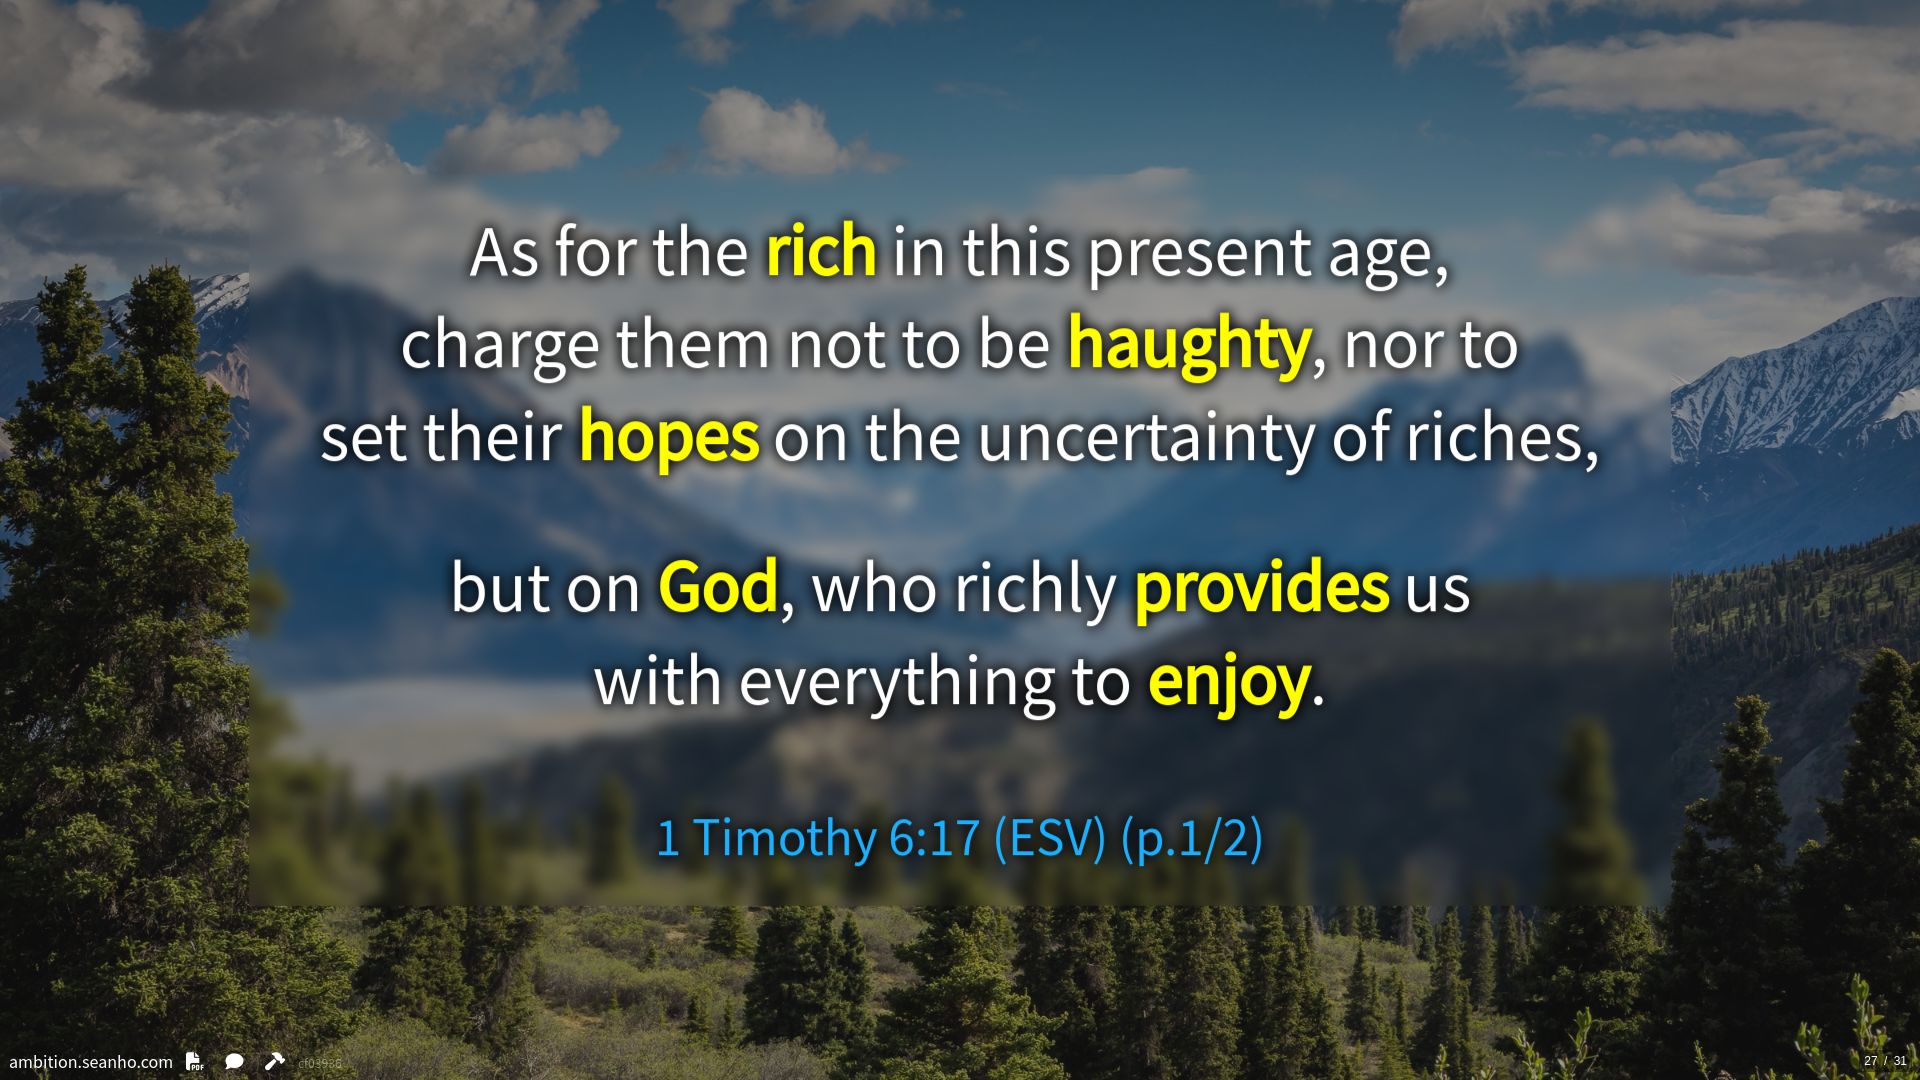 As for the rich in this present age,
charge them not to be haughty, nor to
set their hopes on the uncertainty of riches,
but on God, who richly provides us
with everything to enjoy.
1 Timothy 6:17 (ESV) (p.1/2)
ambition.seanho.com
PDF
27 / 31